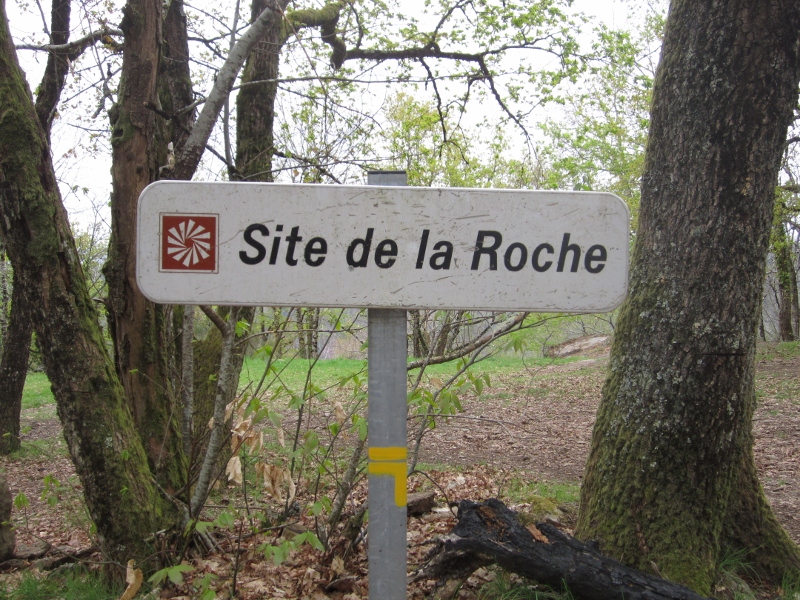 Site de la Roche